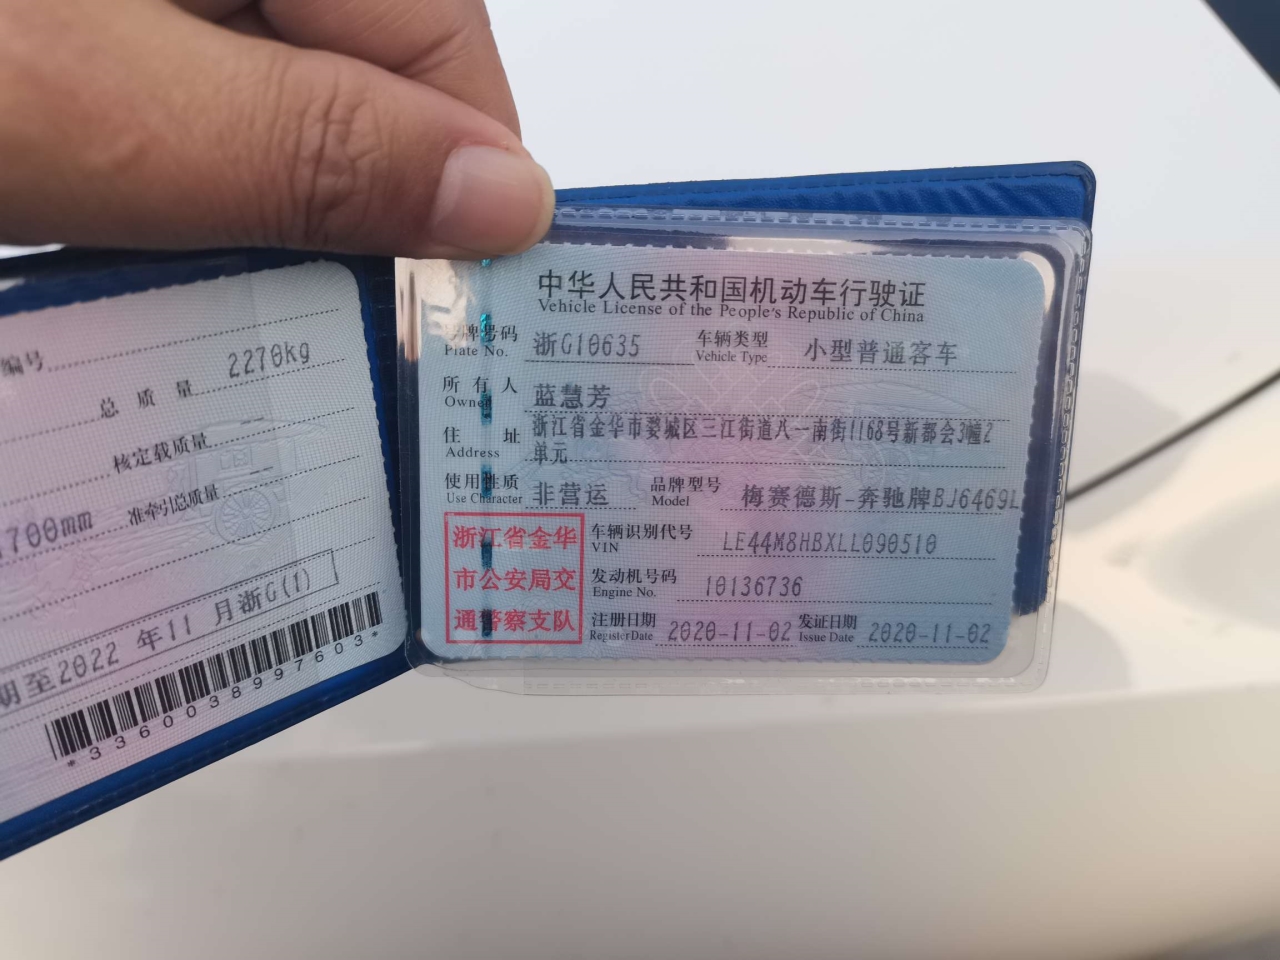 编号
总质量 2270kg
核定载质量
700mm 准牵引总质量
期至2022年11月浙G(1)
*3360038997603*
中华人民共和国机动车行驶证
Vehicle License of the People's Republic of China
号牌号码 浙G10635 车辆类型 小型普通客车
Plate No. Vehicle Type
所有人 蓝慧芳
Owner
住址 浙江省金华市婺城区三江街道八一南街1168号新都会3幢2
Address 单元
使用性质 非营运 品牌型号 梅赛德斯-奔驰牌BJ6469L
Use Character Model
浙江省金华
市公安局交
通警察支队
车辆识别代号 LE44M8HBXLL090510
VIN
发动机号码 10136736
Engine No.
注册日期 2020-11-02 发证日期 2020-11-02
Register Date Issue Date